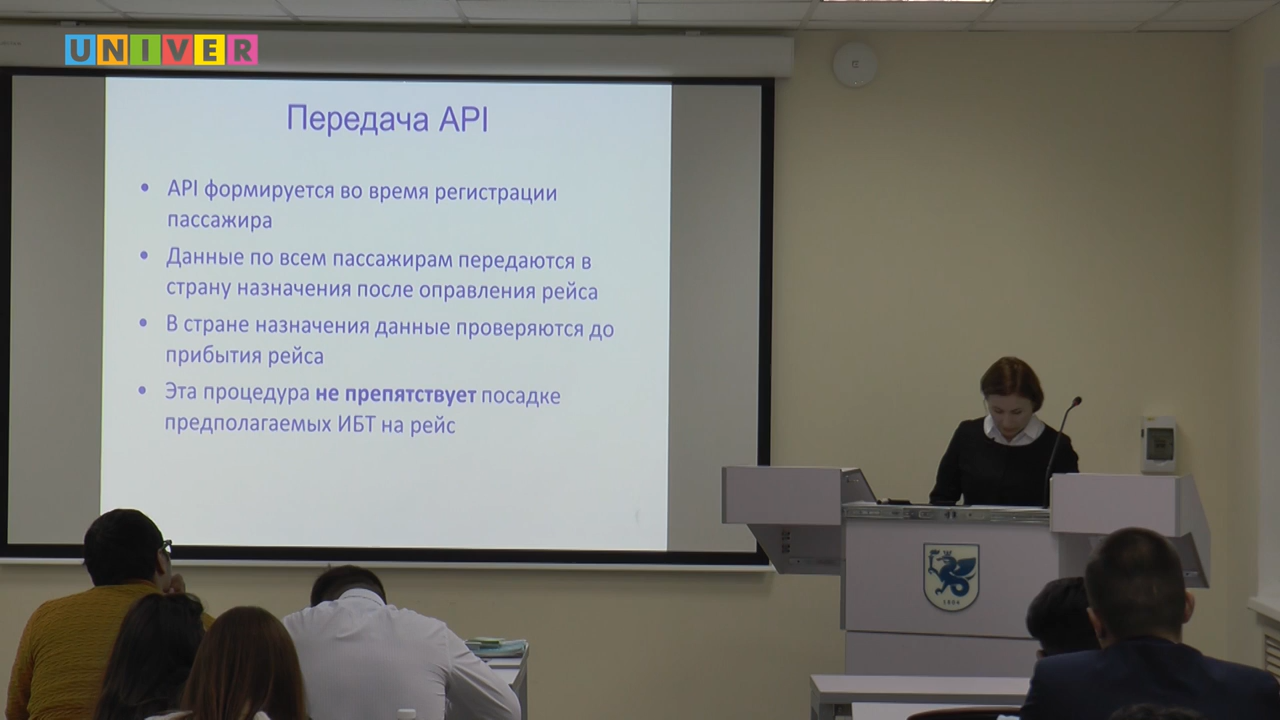 UNIVER
Передача API
• API формируется во время регистрации
пассажира
• Данные по всем пассажирам передаются в
страну назначения после оправления рейса
• В стране назначения данные проверяются до
прибытия рейса
• Эта процедура не препятствует посадке
предполагаемых ИБТ на рейс
1804